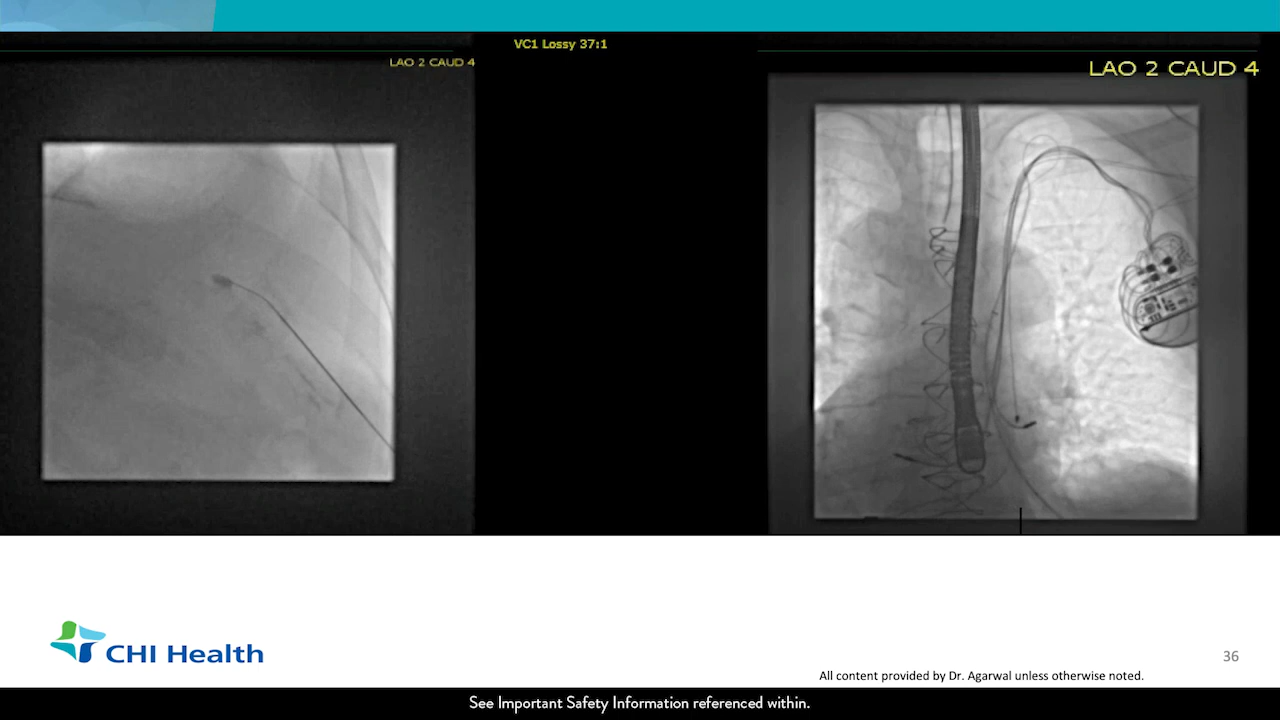 VC1 Lossy 37:1
LAO 2 CAUD 4
LAO 2 CAUD 4
CHI Health
36
All content provided by Dr. Agarwal unless otherwise noted.
See Important Safety Information referenced within.